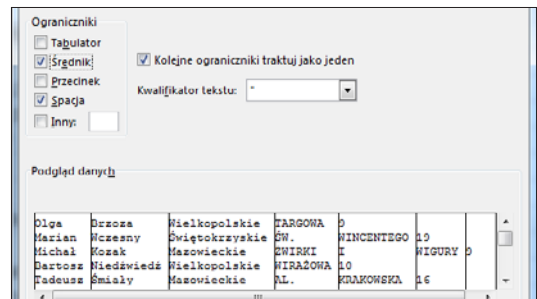 Ograniczniki
Tabulator
Średnik
Kolejne ograniczniki traktuj jako jeden
Przecinek
Kwalifikator tekstu: "
Spacja
Inny:
Podgląd danych
Olga Brzoza Wielkopolskie TARGOWA 9
Marian Wczesny Świętokrzyskie ŚW. WINCENTEGO 19
Michał Kozak Mazowieckie ŻWIRKI I WIGURY 9
Bartosz Niedźwiedź Wielkopolskie WIRAŻOWA 10
Tadeusz Śmiały Mazowieckie AL. KRAKOWSKA 16